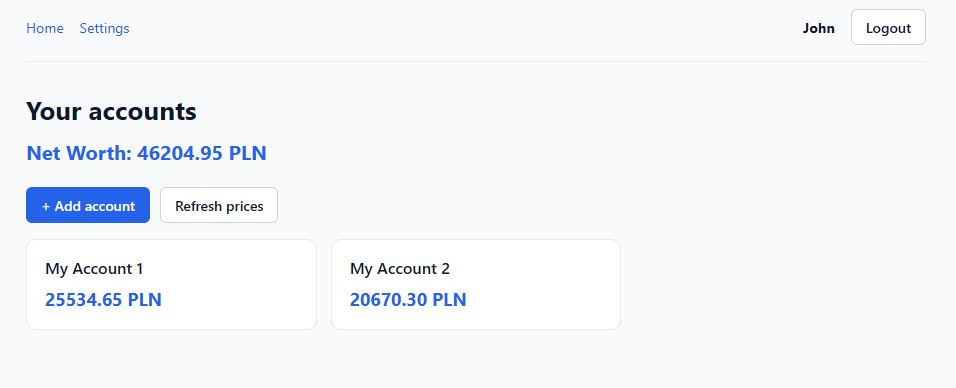 Home Settings John Logout
Your accounts
Net Worth: 46204.95 PLN
+ Add account Refresh prices
My Account 1
25534.65 PLN
My Account 2
20670.30 PLN